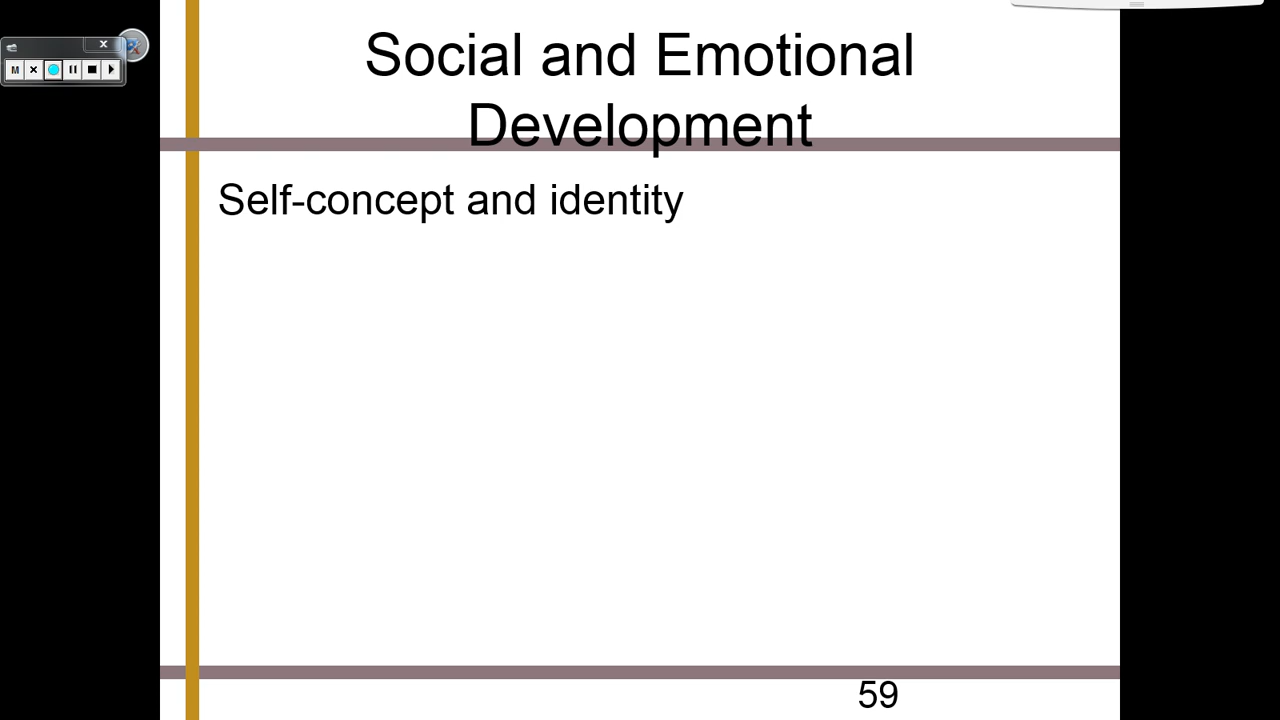 Social and Emotional
Development
Self-concept and identity
59
M